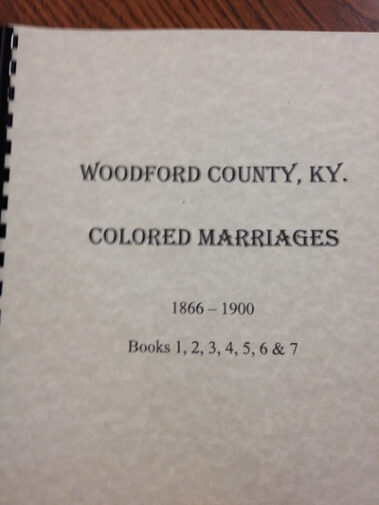 WOODFORD COUNTY, KY.
COLORED MARRIAGES
1866 – 1900
Books 1, 2, 3, 4, 5, 6 & 7